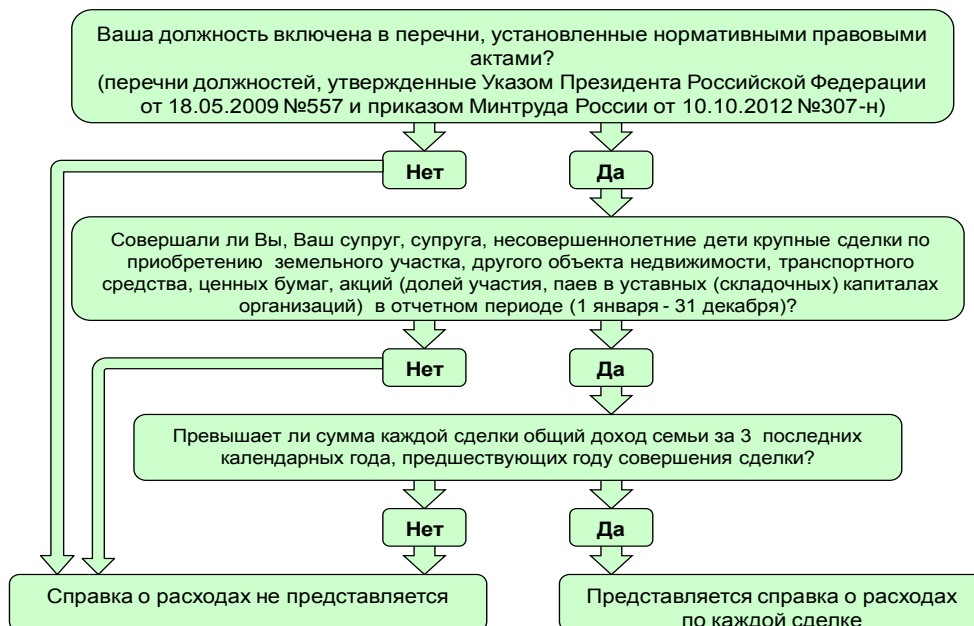 Ваша должность включена в перечни, установленные нормативными правовыми
актами?
(перечни должностей, утвержденные Указом Президента Российской Федерации
от 18.05.2009 №557 и приказом Минтруда России от 10.10.2012 №307-н)
Нет
Да
Совершали ли Вы, Ваш супруг, супруга, несовершеннолетние дети крупные сделки по
приобретению земельного участка, другого объекта недвижимости, транспортного
средства, ценных бумаг, акций (долей участия, паев в уставных (складочных) капиталах
организаций) в отчетном периоде (1 января - 31 декабря)?
Нет
Да
Превышает ли сумма каждой сделки общий доход семьи за 3 последних
календарных года, предшествующих году совершения сделки?
Нет
Да
Справка о расходах не представляется
Представляется справка о расходах
по каждой сделке